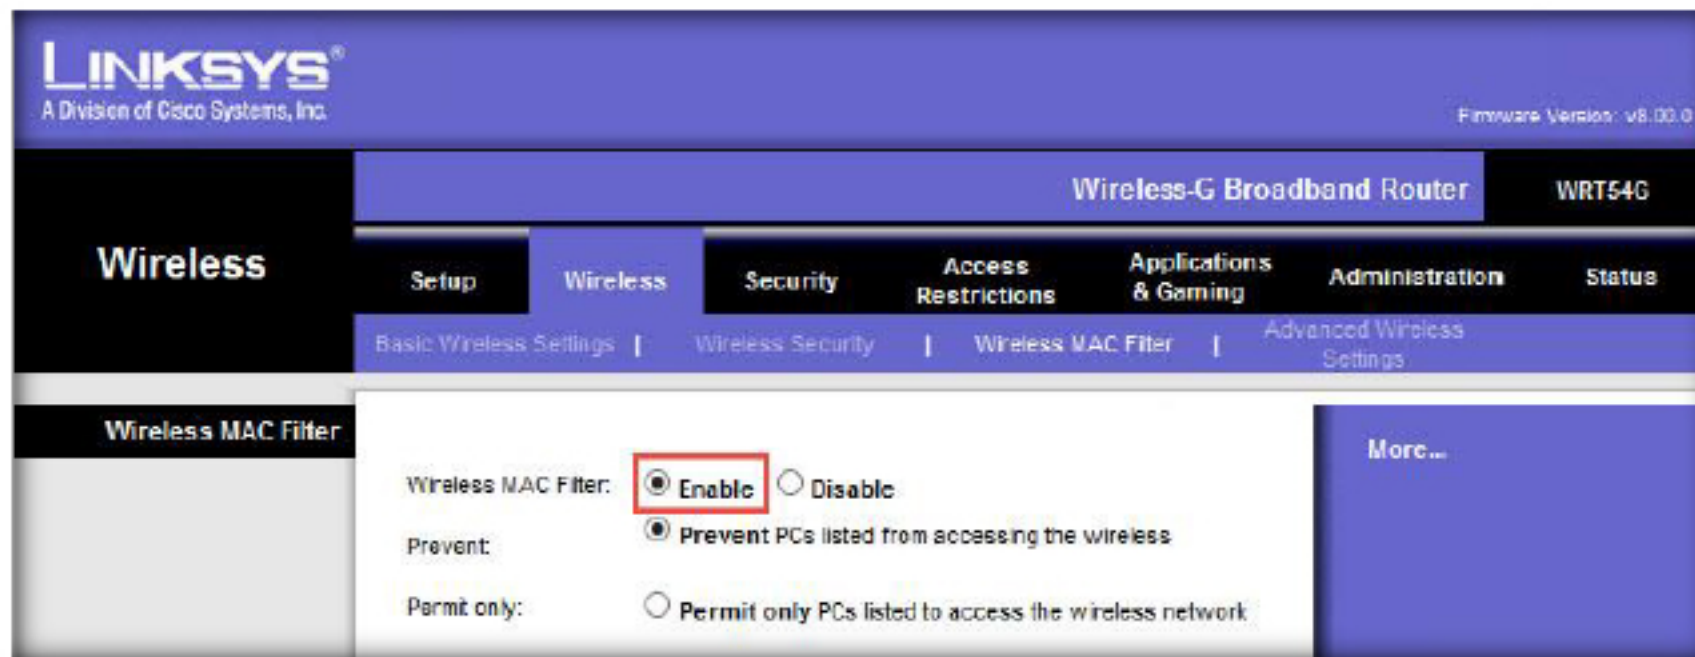 LINKSYS®
A Division of Cisco Systems, Inc.
Firmware Version: v8.00.0
Wireless-G Broadband Router WRT54G
Wireless
Setup Wireless Security Access Restrictions Applications & Gaming Administration Status
Basic Wireless Settings | Wireless Security | Wireless MAC Filter | Advanced Wireless Settings
Wireless MAC Filter
More...
Wireless MAC Filter: Enable Disable
Prevent: Prevent PCs listed from accessing the wireless
Permit only: Permit only PCs listed to access the wireless network